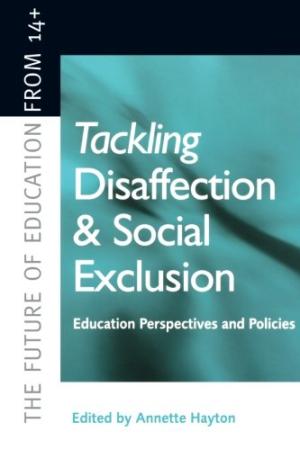 THE FUTURE OF EDUCATION FROM 14+
Tackling
Disaffection
& Social
Exclusion
Education Perspectives and Policies
Edited by Annette Hayton